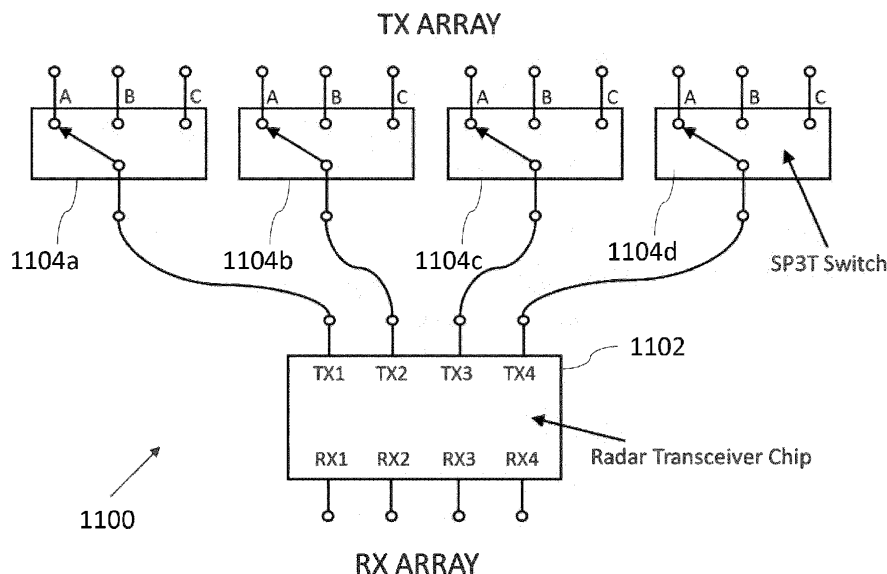 TX ARRAY
A B C A B C A B C A B C
1104a 1104b 1104c 1104d
SP3T Switch
1102
TX1 TX2 TX3 TX4
Radar Transceiver Chip
RX1 RX2 RX3 RX4
1100
RX ARRAY